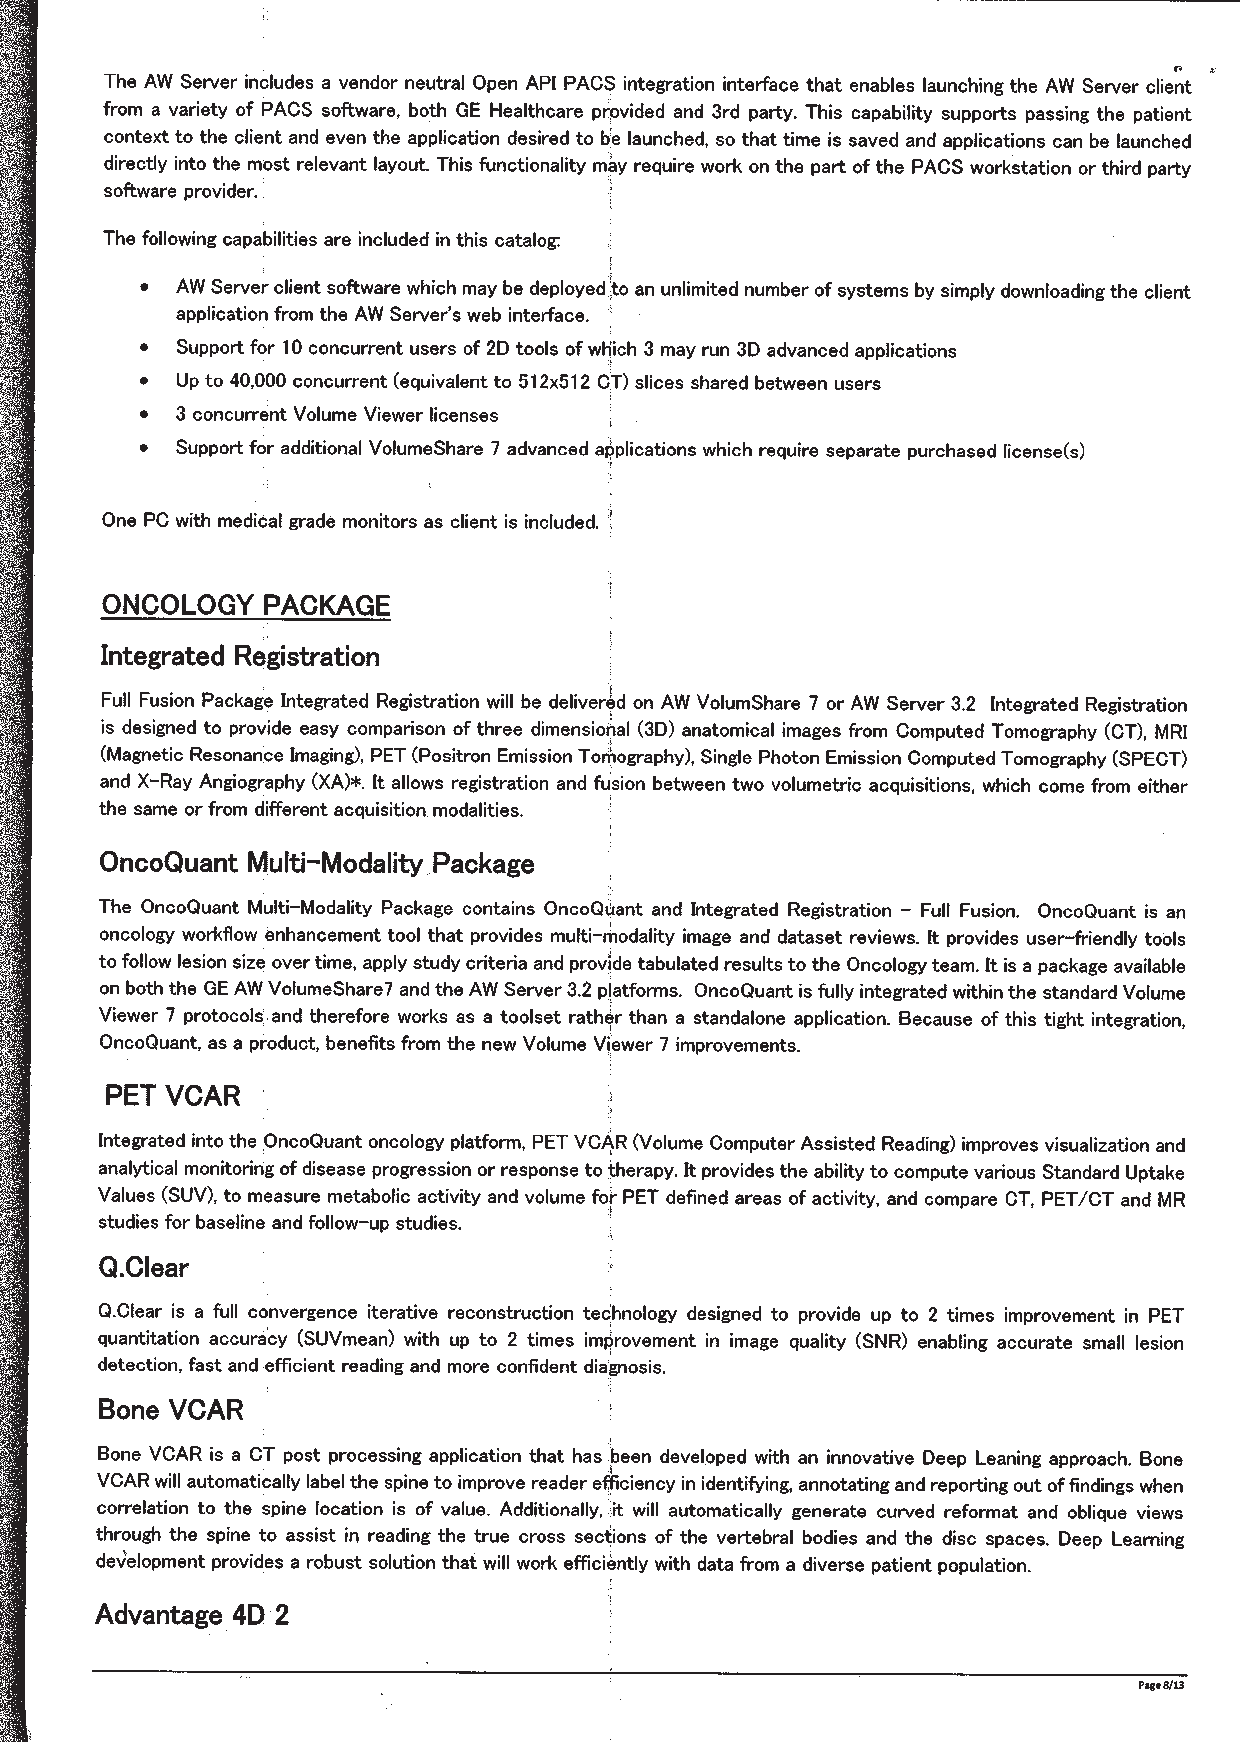 The AW Server includes a vendor neutral Open API PACS integration interface that enables launching the AW Server client
from a variety of PACS software, both GE Healthcare provided and 3rd party. This capability supports passing the patient
context to the client and even the application desired to be launched, so that time is saved and applications can be launched
directly into the most relevant layout. This functionality may require work on the part of the PACS workstation or third party
software provider.
The following capabilities are included in this catalog:
• AW Server client software which may be deployed to an unlimited number of systems by simply downloading the client
application from the AW Server's web interface.
• Support for 10 concurrent users of 2D tools of which 3 may run 3D advanced applications
• Up to 40,000 concurrent (equivalent to 512x512 CT) slices shared between users
• 3 concurrent Volume Viewer licenses
• Support for additional VolumeShare 7 advanced applications which require separate purchased license(s)
One PC with medical grade monitors as client is included.
ONCOLOGY PACKAGE
Integrated Registration
Full Fusion Package Integrated Registration will be delivered on AW VolumShare 7 or AW Server 3.2 Integrated Registration
is designed to provide easy comparison of three dimensional (3D) anatomical images from Computed Tomography (CT), MRI
(Magnetic Resonance Imaging), PET (Positron Emission Tomography), Single Photon Emission Computed Tomography (SPECT)
and X-Ray Angiography (XA)*. It allows registration and fusion between two volumetric acquisitions, which come from either
the same or from different acquisition modalities.
OncoQuant Multi-Modality Package
The OncoQuant Multi-Modality Package contains OncoQuant and Integrated Registration - Full Fusion. OncoQuant is an
oncology workflow enhancement tool that provides multi-modality image and dataset reviews. It provides user-friendly tools
to follow lesion size over time, apply study criteria and provide tabulated results to the Oncology team. It is a package available
on both the GE AW VolumeShare7 and the AW Server 3.2 platforms. OncoQuant is fully integrated within the standard Volume
Viewer 7 protocols and therefore works as a toolset rather than a standalone application. Because of this tight integration,
OncoQuant, as a product, benefits from the new Volume Viewer 7 improvements.
PET VCAR
Integrated into the OncoQuant oncology platform, PET VCAR (Volume Computer Assisted Reading) improves visualization and
analytical monitoring of disease progression or response to therapy. It provides the ability to compute various Standard Uptake
Values (SUV), to measure metabolic activity and volume for PET defined areas of activity, and compare CT, PET/CT and MR
studies for baseline and follow-up studies.
Q.Clear
Q.Clear is a full convergence iterative reconstruction technology designed to provide up to 2 times improvement in PET
quantitation accuracy (SUVmean) with up to 2 times improvement in image quality (SNR) enabling accurate small lesion
detection, fast and efficient reading and more confident diagnosis.
Bone VCAR
Bone VCAR is a CT post processing application that has been developed with an innovative Deep Leaning approach. Bone
VCAR will automatically label the spine to improve reader efficiency in identifying, annotating and reporting out of findings when
correlation to the spine location is of value. Additionally, it will automatically generate curved reformat and oblique views
through the spine to assist in reading the true cross sections of the vertebral bodies and the disc spaces. Deep Learning
development provides a robust solution that will work efficiently with data from a diverse patient population.
Advantage 4D 2
Page 8/13